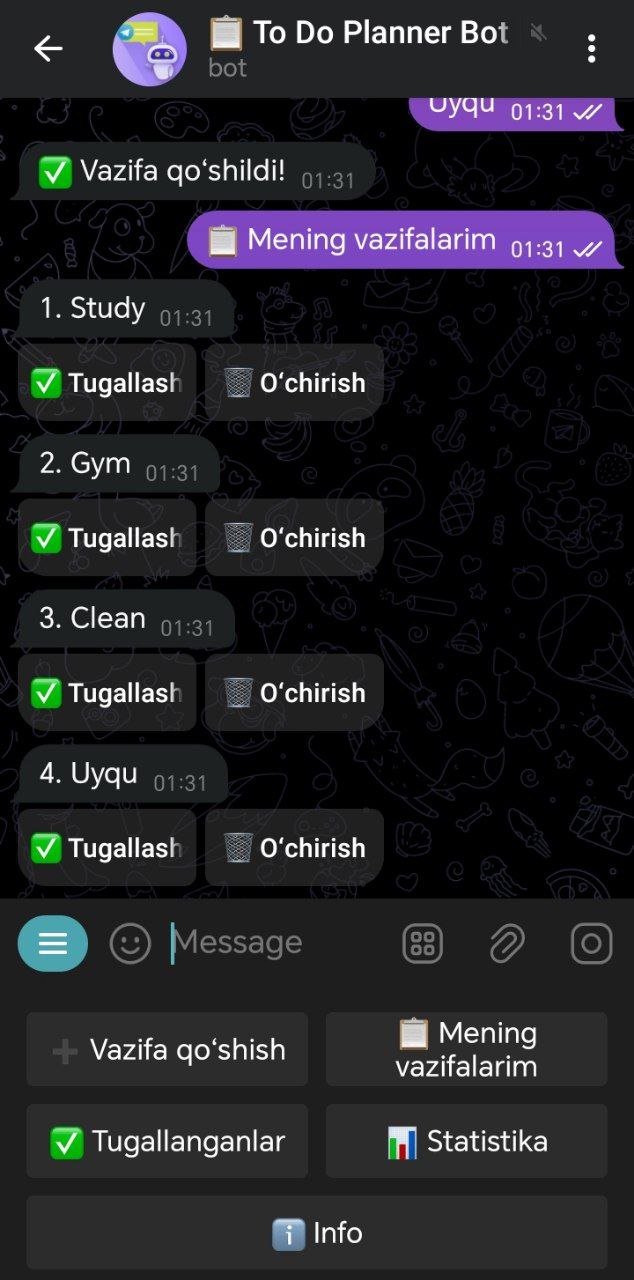 📋 To Do Planner Bot
bot
Uyqu 01:31
✅ Vazifa qo‘shildi! 01:31
📋 Mening vazifalarim 01:31
1. Study 01:31
✅ Tugallash 🗑 O‘chirish
2. Gym 01:31
✅ Tugallash 🗑 O‘chirish
3. Clean 01:31
✅ Tugallash 🗑 O‘chirish
4. Uyqu 01:31
✅ Tugallash 🗑 O‘chirish
Message
➕ Vazifa qo‘shish
📋 Mening
vazifalarim
✅ Tugallanganlar
📊 Statistika
ℹ️ Info